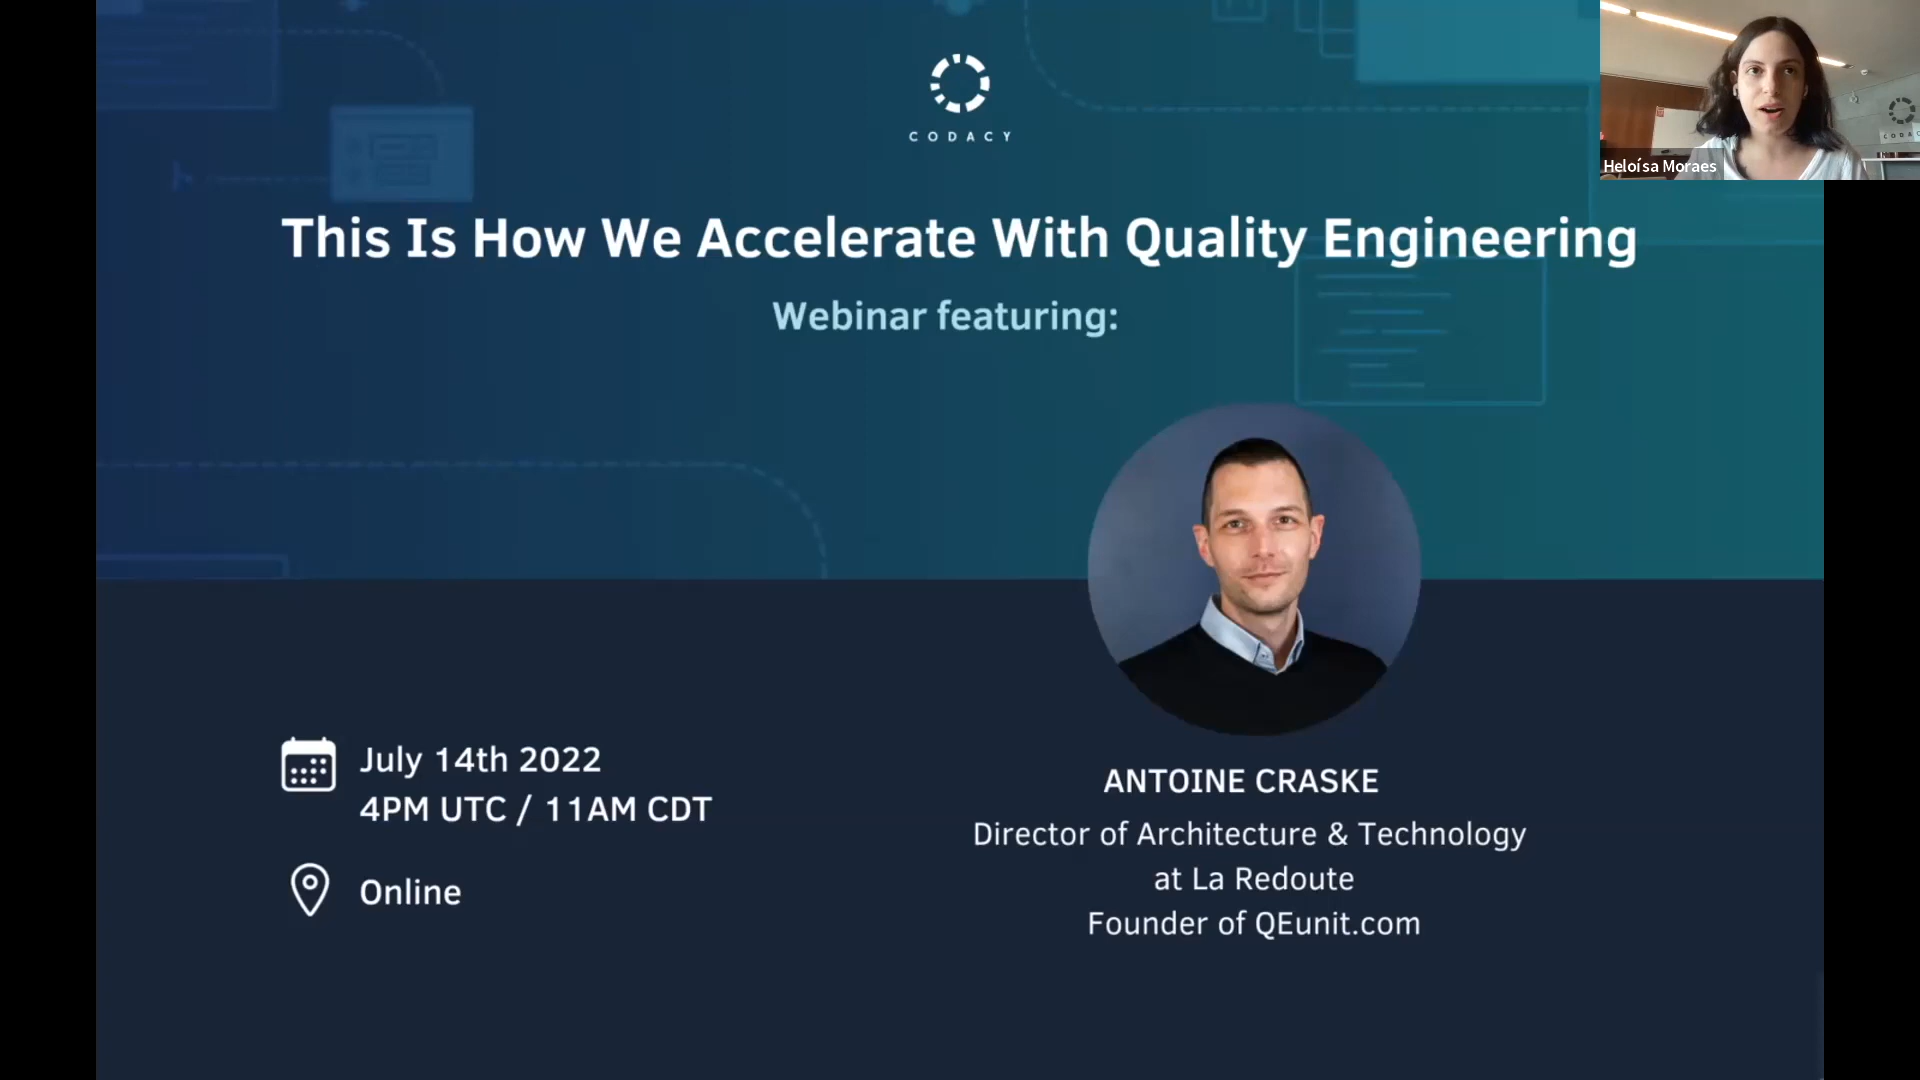 CODACY
This Is How We Accelerate With Quality Engineering
Webinar featuring:
July 14th 2022
4PM UTC / 11AM CDT
Online
ANTOINE CRASKE
Director of Architecture & Technology
at La Redoute
Founder of QEunit.com
Heloísa Moraes